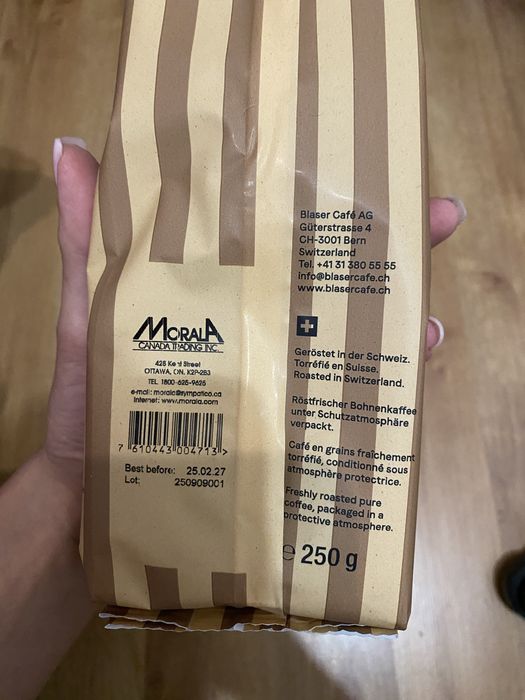 MORALA
CANADA TRADING INC.
425 Kent Street
OTTAWA, ON. K2P-2B3
TEL 1800-625-9626
e-mail: morala@sympatico.ca
Internet: www.morala.com
7 610443 004713 >
Best before: 25.02.27
Lot: 250909001
Blaser Café AG
Güterstrasse 4
CH-3001 Bern
Switzerland
Tel. +41 31 380 55 55
info@blasercafe.ch
www.blasercafe.ch
Geröstet in der Schweiz.
Torréfié en Suisse.
Roasted in Switzerland.
Röstfrischer Bohnenkaffee
unter Schutzatmosphäre
verpackt.
Café en grains fraîchement
torréfié, conditionné sous
atmosphère protectrice.
Freshly roasted pure
coffee, packaged in a
protective atmosphere.
e 250 g